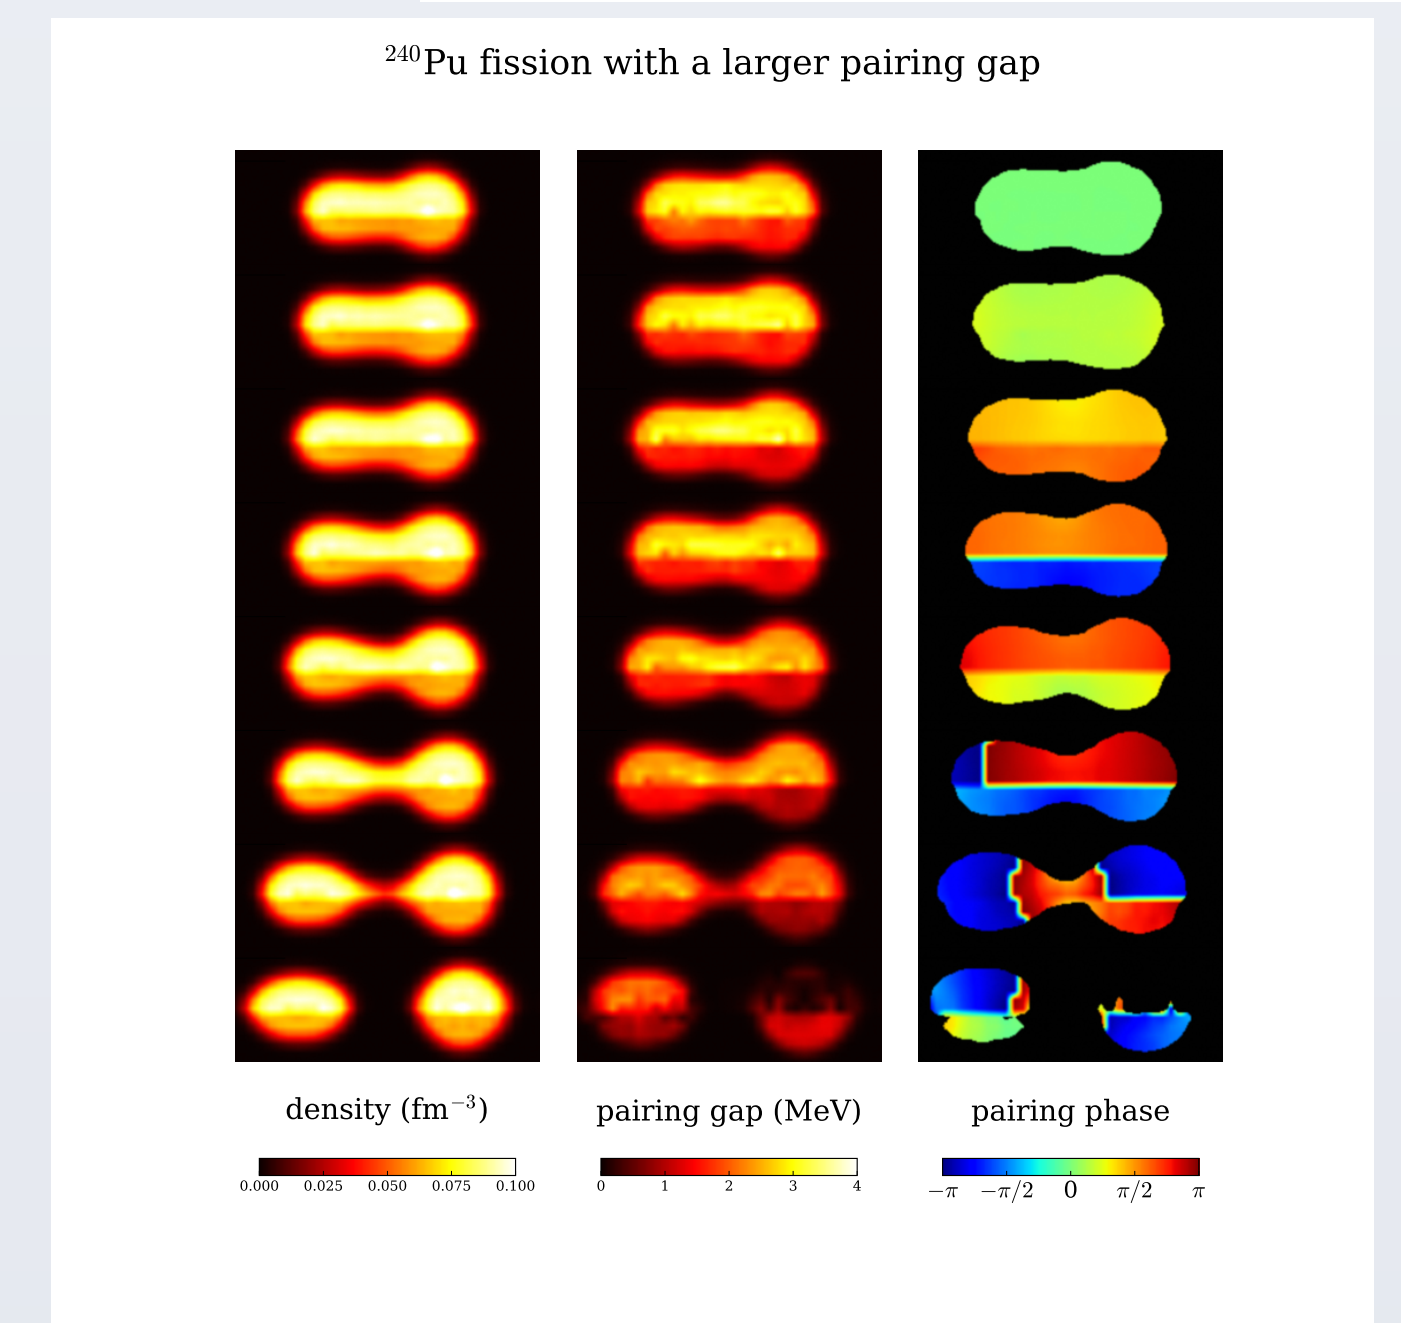 ²⁴⁰Pu fission with a larger pairing gap
density (fm⁻³)
pairing gap (MeV)
pairing phase
0.000 0.025 0.050 0.075 0.100
0 1 2 3 4
−π −π/2 0 π/2 π